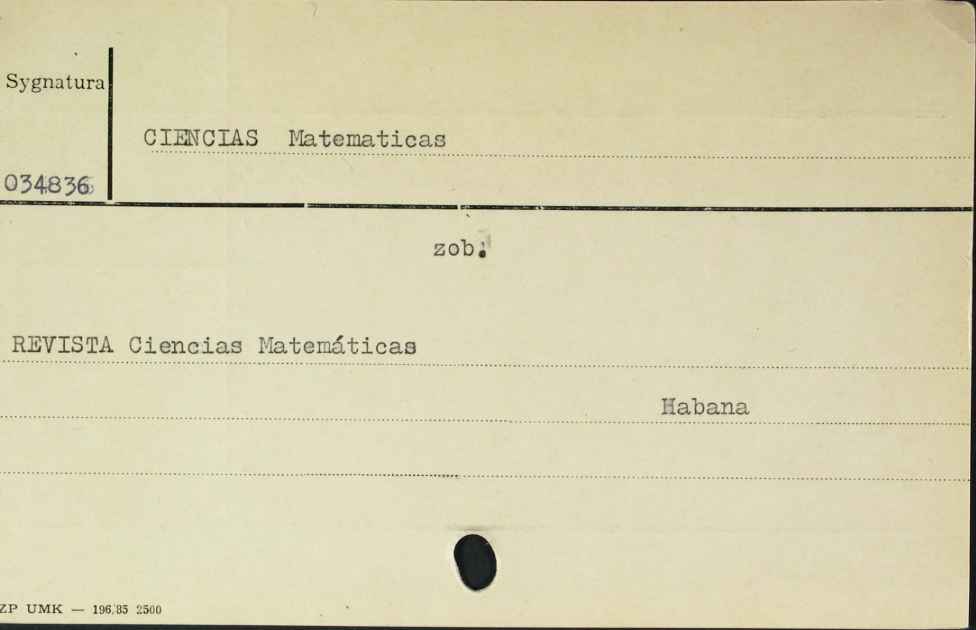 Sygnatura
CIENCIAS Matematicas
034836
zob.
REVISTA Ciencias Matemáticas
Habana
ZP UMK — 196/85 2500